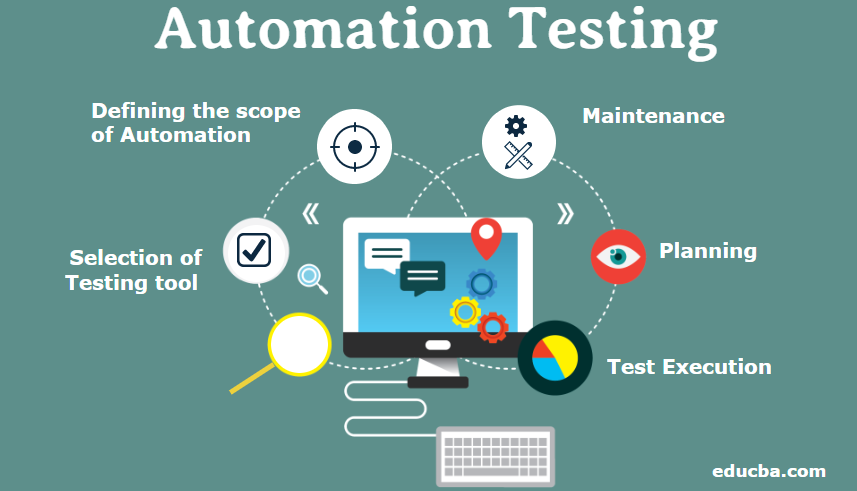 Automation Testing
Defining the scope
of Automation
Maintenance
Selection of
Testing tool
Planning
Test Execution
educba.com